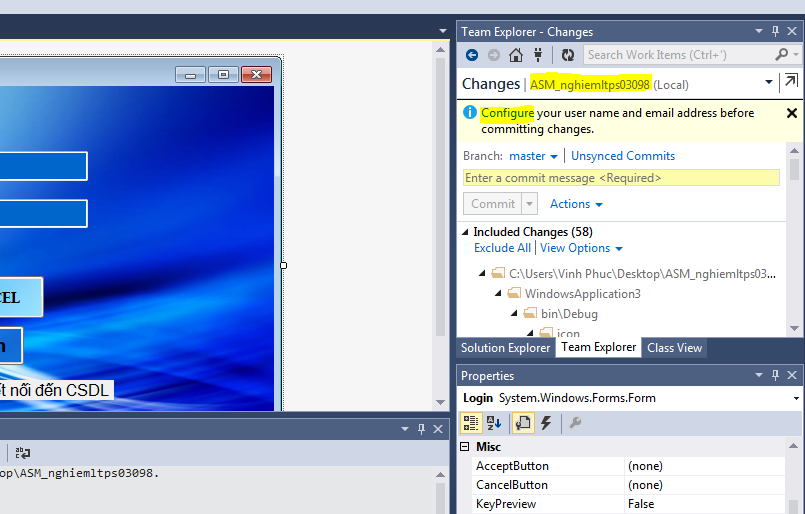 Team Explorer - Changes
Search Work Items (Ctrl+')
Changes | ASM_nghiemltps03098 (Local)
Configure your user name and email address before
committing changes.
Branch: master | Unsynced Commits
Enter a commit message <Required>
Commit Actions
Included Changes (58)
Exclude All | View Options
C:\Users\Vinh Phuc\Desktop\ASM_nghiemltps03...
WindowsApplication3
bin\Debug
icon
Solution Explorer Team Explorer Class View
CEL
ết nối đến CSDL
op\ASM_nghiemltps03098.
Properties
Login System.Windows.Forms.Form
Misc
AcceptButton (none)
CancelButton (none)
KeyPreview False